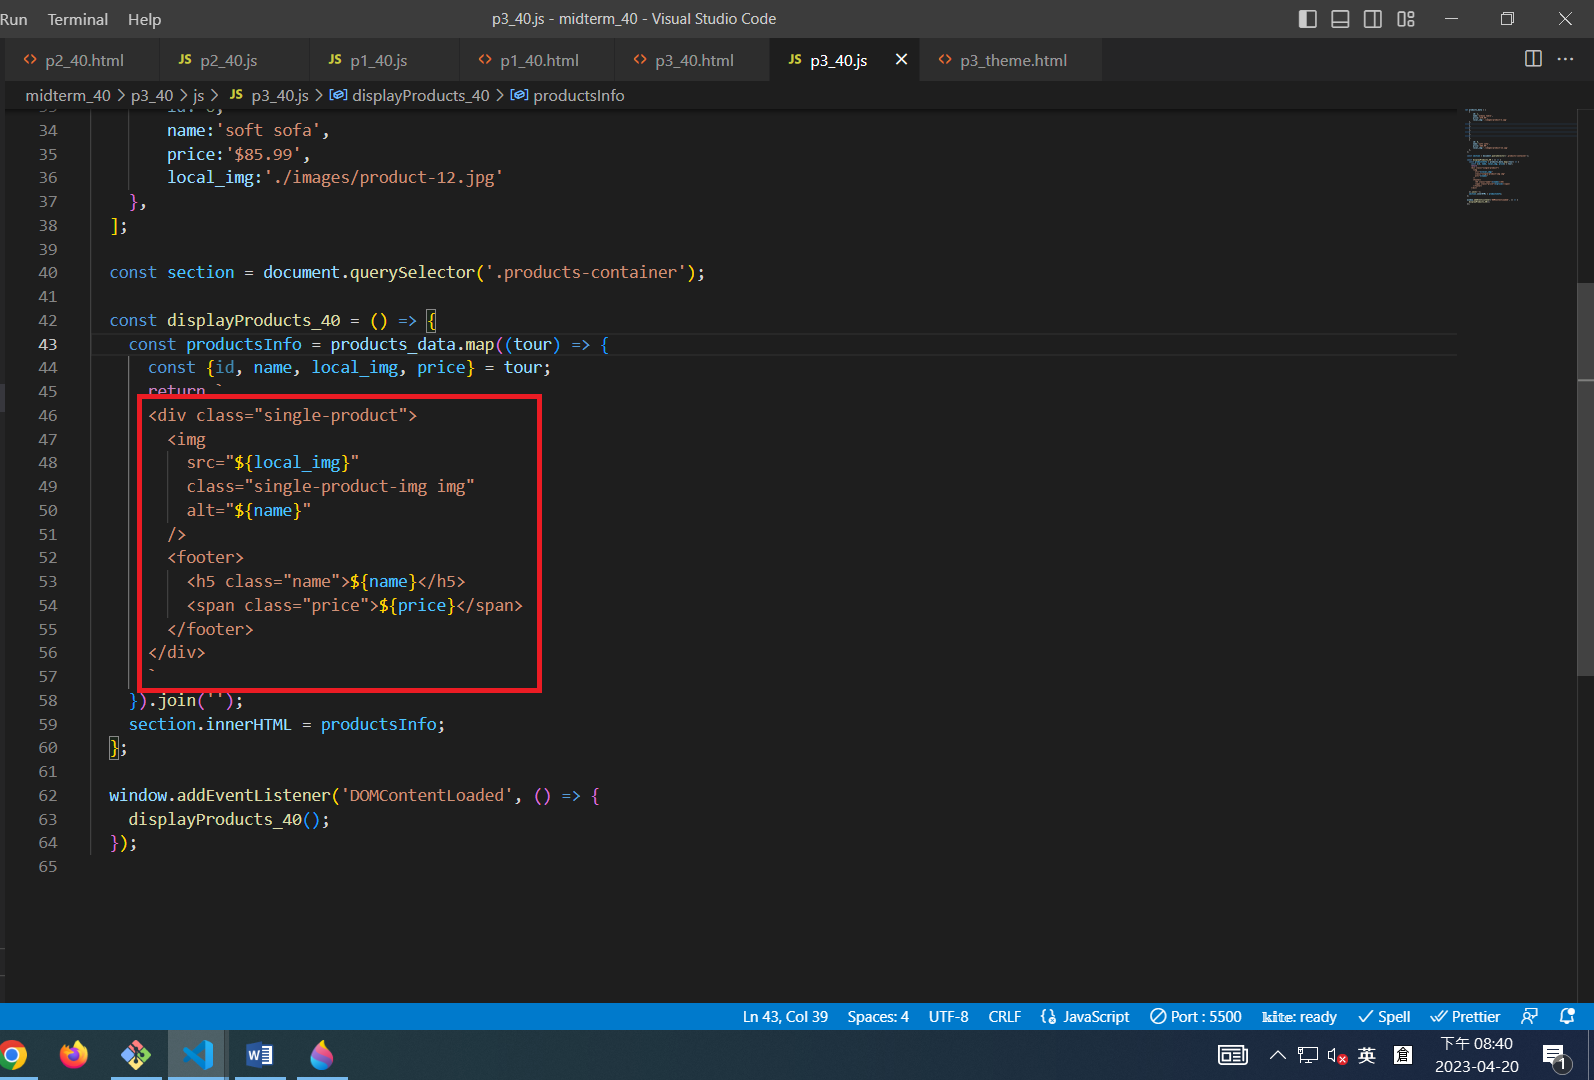 Run Terminal Help p3_40.js - midterm_40 - Visual Studio Code
<> p2_40.html JS p2_40.js JS p1_40.js <> p1_40.html <> p3_40.html JS p3_40.js <> p3_theme.html
midterm_40 > p3_40 > js > JS p3_40.js > displayProducts_40 > productsInfo
34 name:'soft sofa',
35 price:'$85.99',
36 local_img:'./images/product-12.jpg'
37 },
38 ];
39
40 const section = document.querySelector('.products-container');
41
42 const displayProducts_40 = () => {
43 const productsInfo = products_data.map((tour) => {
44 const {id, name, local_img, price} = tour;
45 return `
46 <div class="single-product">
47 <img
48 src="${local_img}"
49 class="single-product-img img"
50 alt="${name}"
51 />
52 <footer>
53 <h5 class="name">${name}</h5>
54 <span class="price">${price}</span>
55 </footer>
56 </div>
57 `
58 }).join('');
59 section.innerHTML = productsInfo;
60 };
61
62 window.addEventListener('DOMContentLoaded', () => {
63 displayProducts_40();
64 });
65
Ln 43, Col 39 Spaces: 4 UTF-8 CRLF JavaScript Port : 5500 kite: ready Spell Prettier
英 倉 下午 08:40
2023-04-20 1